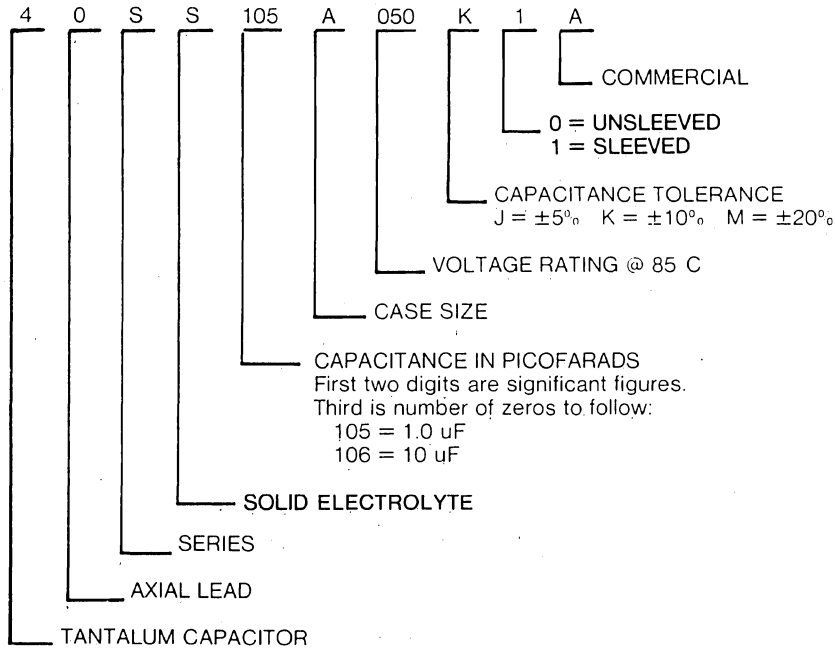 4 0 S S 105 A 050 K 1 A
COMMERCIAL
0 = UNSLEEVED
1 = SLEEVED
CAPACITANCE TOLERANCE
J = ±5% K = ±10% M = ±20%
VOLTAGE RATING @ 85 C
CASE SIZE
CAPACITANCE IN PICOFARADS
First two digits are significant figures.
Third is number of zeros to follow:
105 = 1.0 uF
106 = 10 uF
SOLID ELECTROLYTE
SERIES
AXIAL LEAD
TANTALUM CAPACITOR